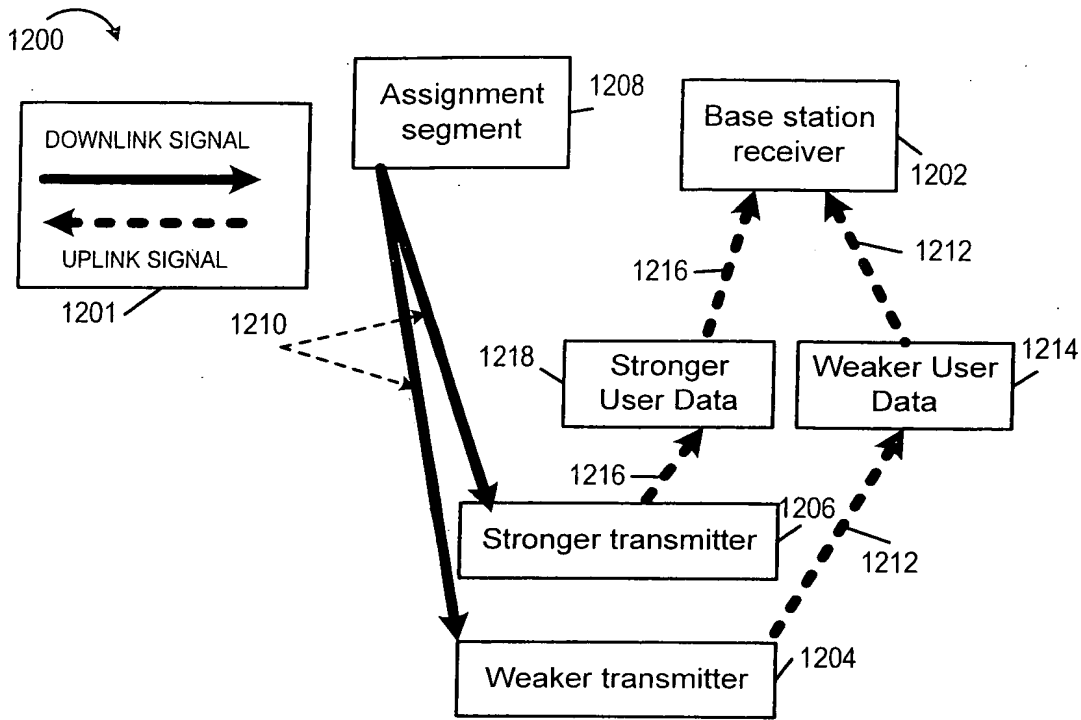 1200
DOWNLINK SIGNAL
UPLINK SIGNAL
1201
Assignment
segment
1208
Base station
receiver
1202
1210
1216
1212
1218
Stronger
User Data
Weaker User
Data
1214
1216
1206
Stronger transmitter
1212
Weaker transmitter
1204